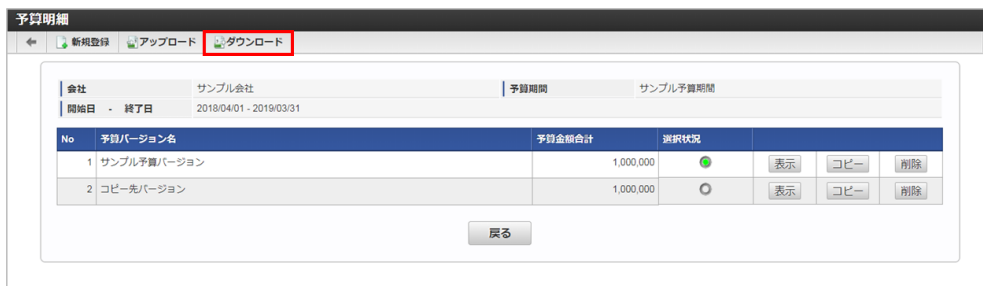 予算明細
新規登録 アップロード ダウンロード
会社 サンプル会社 予算期間 サンプル予算期間
開始日 - 終了日 2018/04/01 - 2019/03/31
No 予算バージョン名 予算金額合計 選択状況
1 サンプル予算バージョン 1,000,000 表示 コピー 削除
2 コピー先バージョン 1,000,000 表示 コピー 削除
戻る